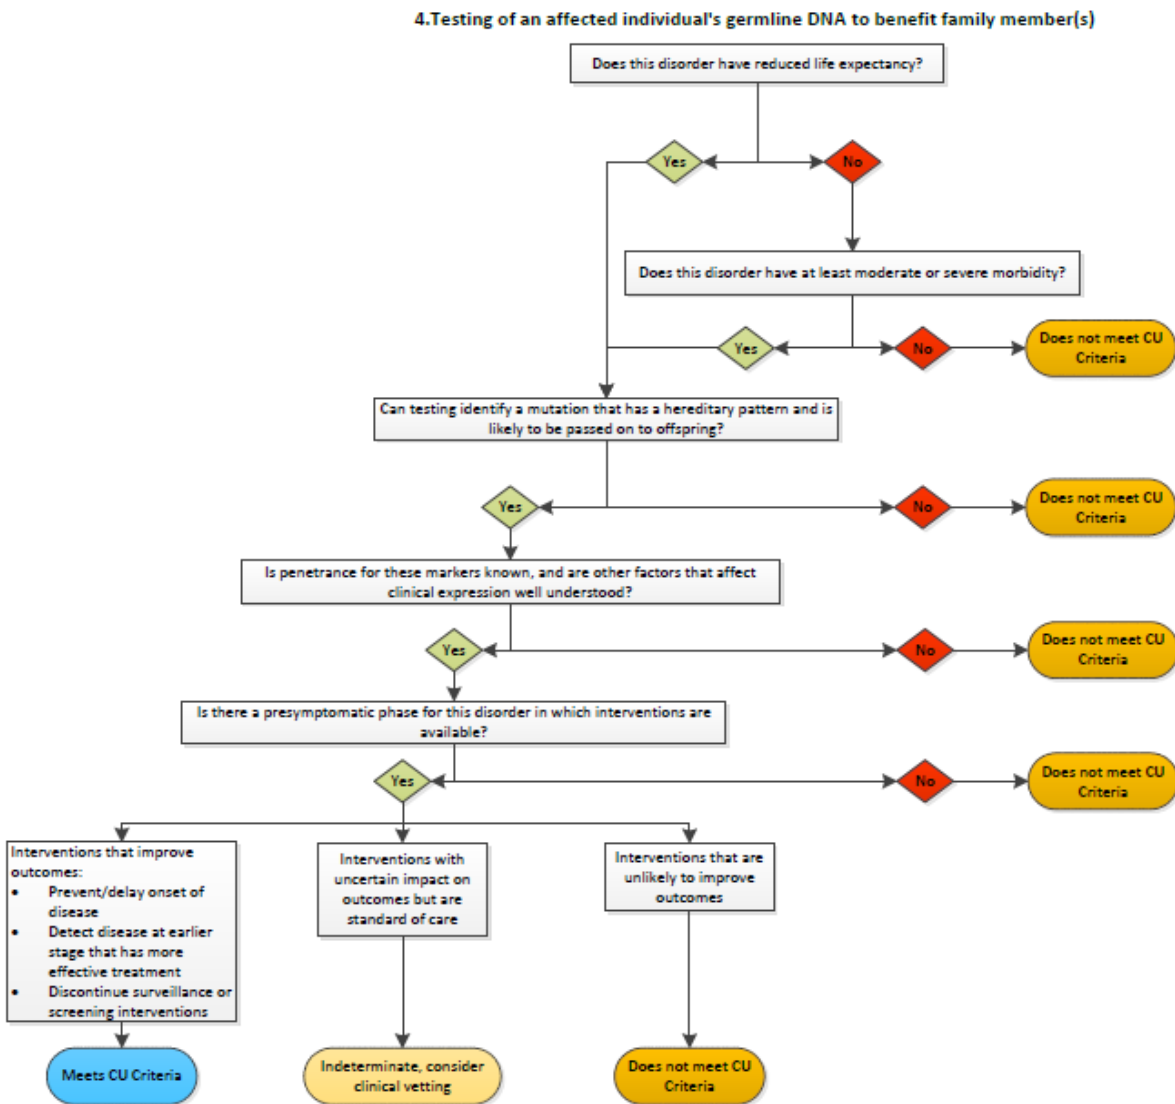 4.Testing of an affected individual's germline DNA to benefit family member(s)
Does this disorder have reduced life expectancy?
Yes
No
Does this disorder have at least moderate or severe morbidity?
Yes
No
Does not meet CU
Criteria
Can testing identify a mutation that has a hereditary pattern and is
likely to be passed on to offspring?
Yes
No
Does not meet CU
Criteria
Is penetrance for these markers known, and are other factors that affect
clinical expression well understood?
Yes
No
Does not meet CU
Criteria
Is there a presymptomatic phase for this disorder in which interventions are
available?
Yes
No
Does not meet CU
Criteria
Interventions that improve
outcomes:
• Prevent/delay onset of
disease
• Detect disease at earlier
stage that has more
effective treatment
• Discontinue surveillance or
screening interventions
Interventions with
uncertain impact on
outcomes but are
standard of care
Interventions that are
unlikely to improve
outcomes
Meets CU Criteria
Indeterminate, consider
clinical vetting
Does not meet CU
Criteria